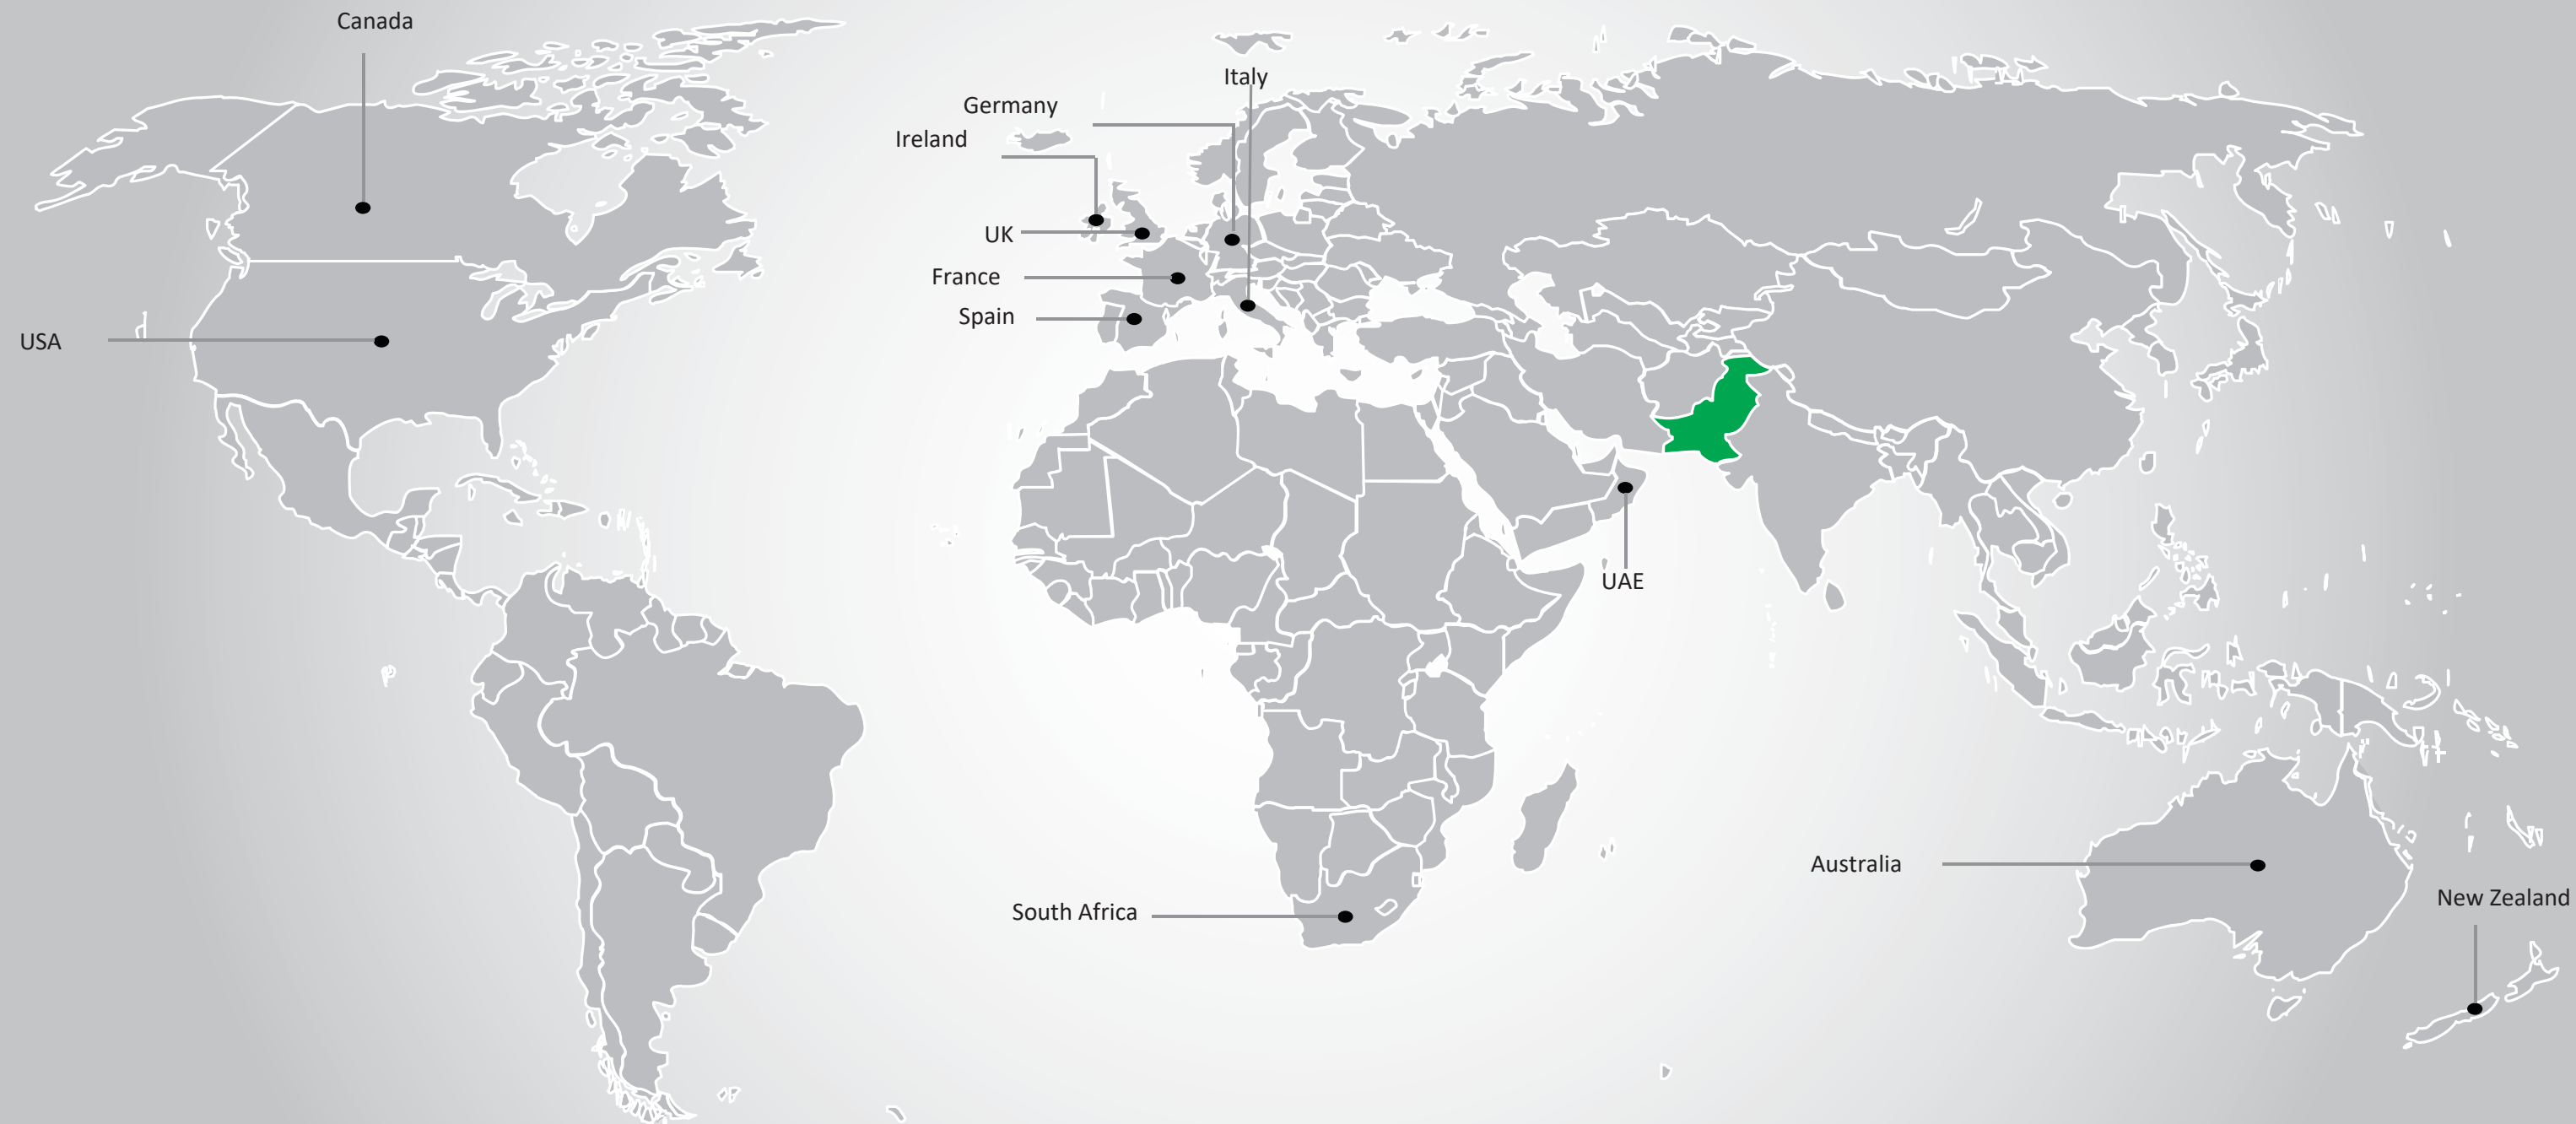 Canada
Italy
Germany
Ireland
UK
France
Spain
USA
UAE
Australia
New Zealand
South Africa